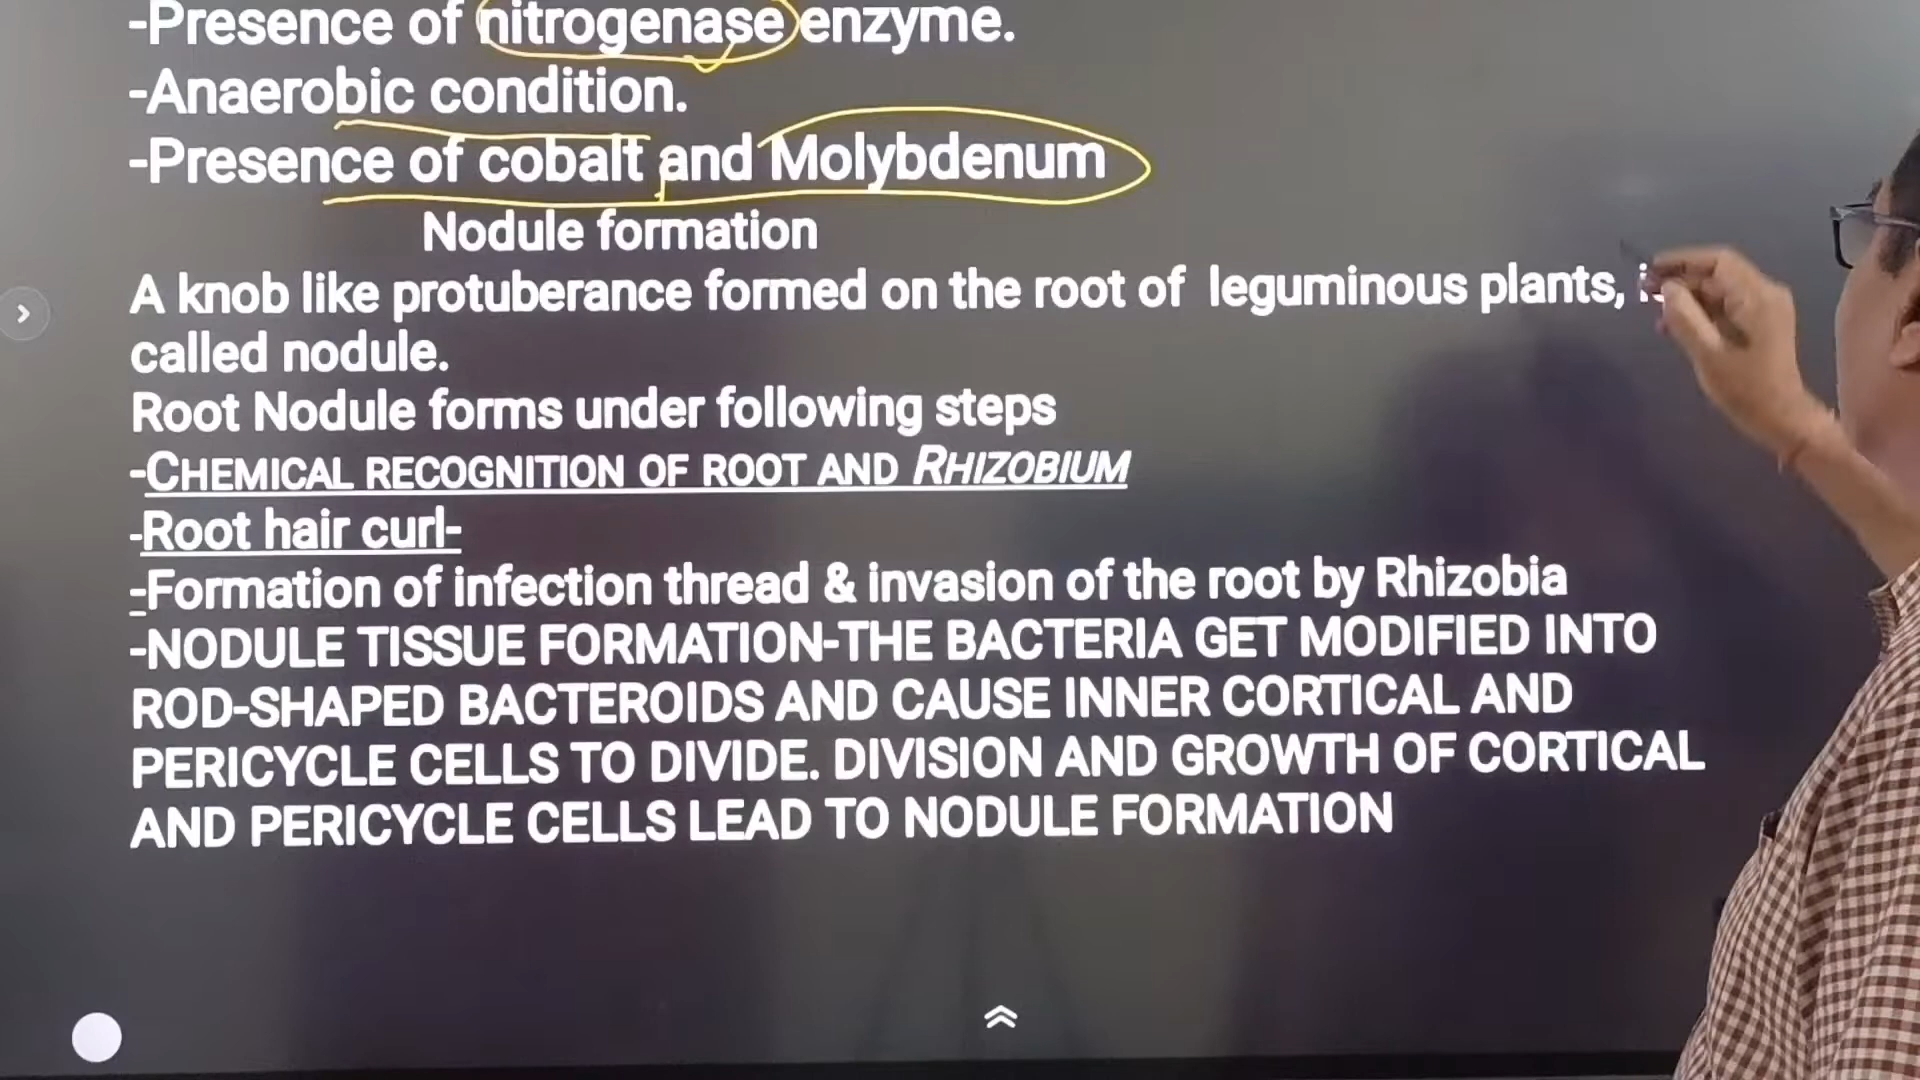 -Presence of nitrogenase enzyme.
-Anaerobic condition.
-Presence of cobalt and Molybdenum
Nodule formation
A knob like protuberance formed on the root of leguminous plants,
called nodule.
Root Nodule forms under following steps
-CHEMICAL RECOGNITION OF ROOT AND RHIZOBIUM
-Root hair curl-
-Formation of infection thread & invasion of the root by Rhizobia
-NODULE TISSUE FORMATION-THE BACTERIA GET MODIFIED INTO
ROD-SHAPED BACTEROIDS AND CAUSE INNER CORTICAL AND
PERICYCLE CELLS TO DIVIDE. DIVISION AND GROWTH OF CORTICAL
AND PERICYCLE CELLS LEAD TO NODULE FORMATION